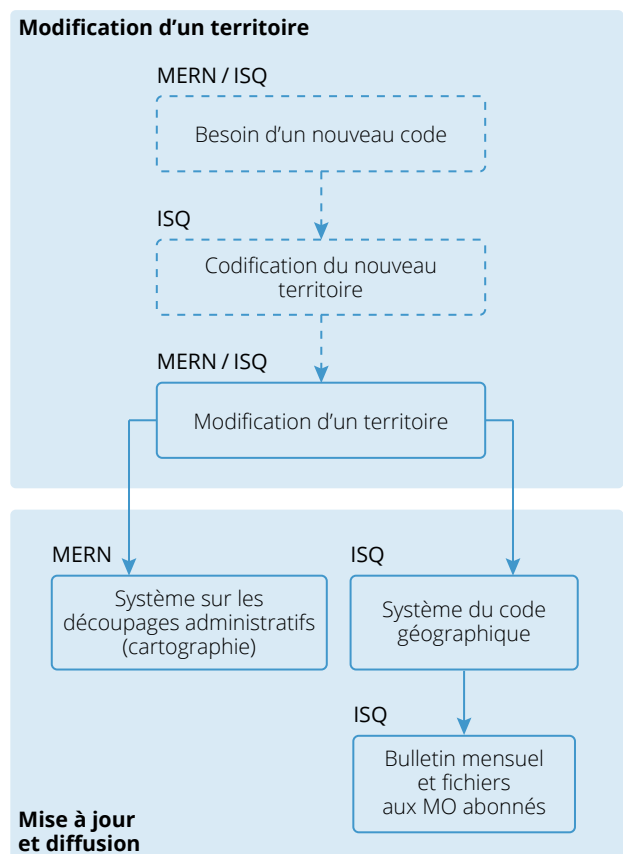 Modification d’un territoire
MERN / ISQ
Besoin d’un nouveau code
ISQ
Codification du nouveau
territoire
MERN / ISQ
Modification d’un territoire
MERN
Système sur les
découpages administratifs
(cartographie)
ISQ
Système du code
géographique
ISQ
Bulletin mensuel
et fichiers
aux MO abonnés
Mise à jour
et diffusion